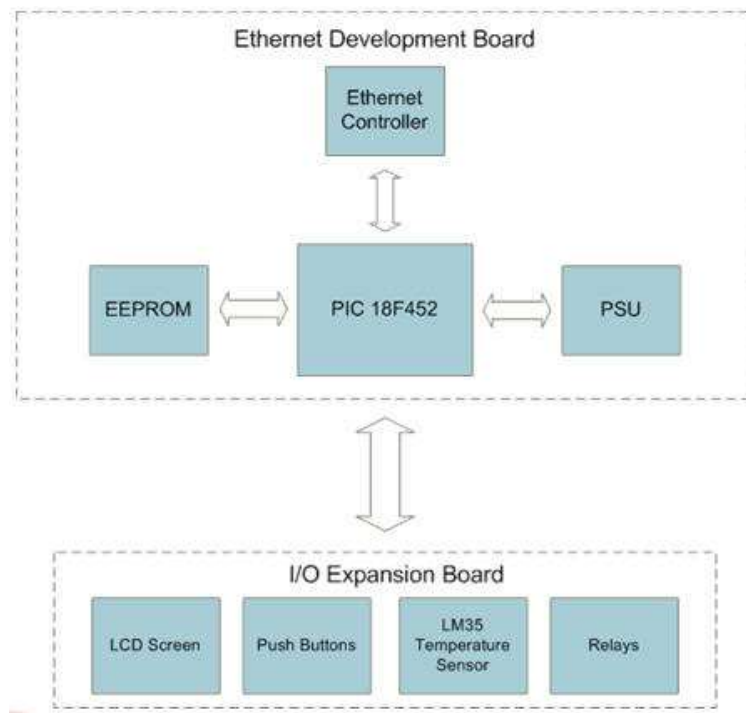 Ethernet Development Board
Ethernet
Controller
EEPROM
PIC 18F452
PSU
I/O Expansion Board
LCD Screen
Push Buttons
LM35
Temperature
Sensor
Relays